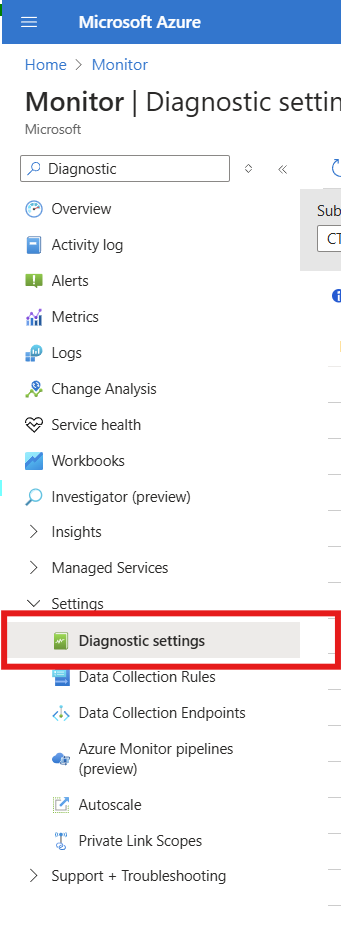 Microsoft Azure
Home > Monitor
Monitor | Diagnostic settin
Microsoft
Diagnostic
Sub
CT
Overview
Activity log
Alerts
Metrics
Logs
Change Analysis
Service health
Workbooks
Investigator (preview)
Insights
Managed Services
Settings
Diagnostic settings
Data Collection Rules
Data Collection Endpoints
Azure Monitor pipelines
(preview)
Autoscale
Private Link Scopes
Support + Troubleshooting